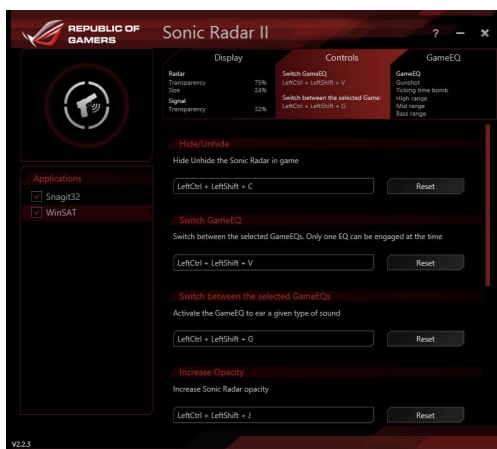 REPUBLIC OF
GAMERS
Sonic Radar II
?
Display
Radar
Transparency 75%
Size 24%
Signal
Transparency 32%
Controls
Switch GameEQ
LeftCtrl + LeftShift + V
Switch between the selected Game
LeftCtrl + LeftShift + G
GameEQ
GameEQ
Gunshot
Ticking time bomb
High range
Mid range
Bass range
Applications
Snagit32
WinSAT
Hide/Unhide
Hide Unhide the Sonic Radar in game
LeftCtrl + LeftShift + C
Reset
Switch GameEQ
Switch between the selected GameEQs. Only one EQ can be engaged at the time
LeftCtrl + LeftShift + V
Reset
Switch between the selected GameEQs
Activate the GameEQ to ear a given type of sound
LeftCtrl + LeftShift + G
Reset
Increase Opacity
Increase Sonic Radar opacity
LeftCtrl + LeftShift + J
Reset
V2.2.3